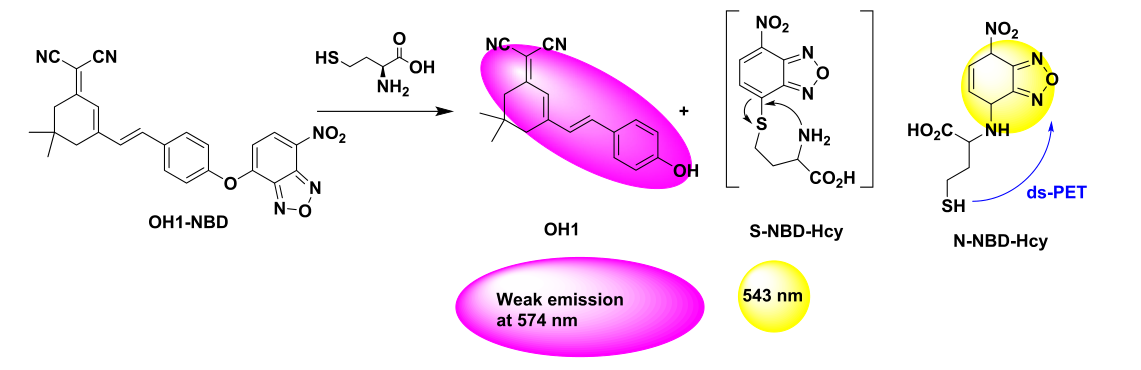 NC CN
NO₂
O
N
N
O
OH1-NBD
HS
O
OH
NH₂
NC CN
OH
OH1
+
NO₂
N
O
N
S
NH₂
CO₂H
S-NBD-Hcy
NO₂
N
O
N
HO₂C
NH
SH
ds-PET
N-NBD-Hcy
Weak emission
at 574 nm
543 nm